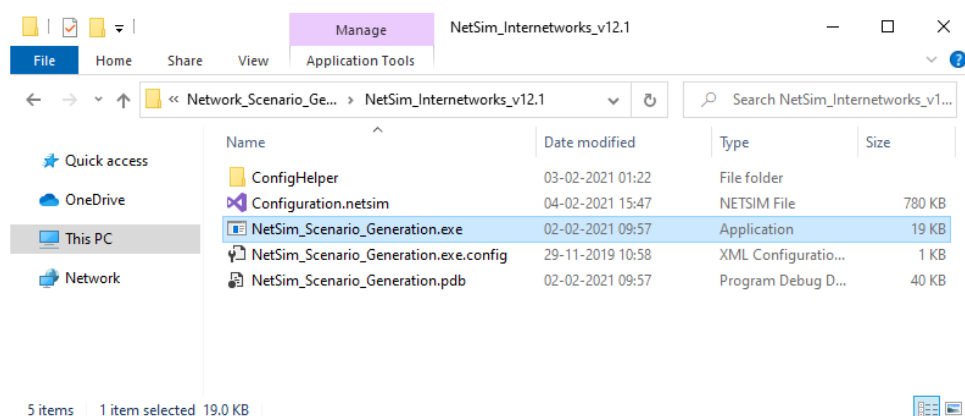 Manage
NetSim_Internetworks_v12.1
File Home Share View Application Tools
« Network_Scenario_Ge... › NetSim_Internetworks_v12.1
Search NetSim_Internetworks_v1...
Name Date modified Type Size
Quick access
OneDrive
This PC
Network
ConfigHelper 03-02-2021 01:22 File folder
Configuration.netsim 04-02-2021 15:47 NETSIM File 780 KB
NetSim_Scenario_Generation.exe 02-02-2021 09:57 Application 19 KB
NetSim_Scenario_Generation.exe.config 29-11-2019 10:58 XML Configuratio... 1 KB
NetSim_Scenario_Generation.pdb 02-02-2021 09:57 Program Debug D... 40 KB
5 items 1 item selected 19.0 KB